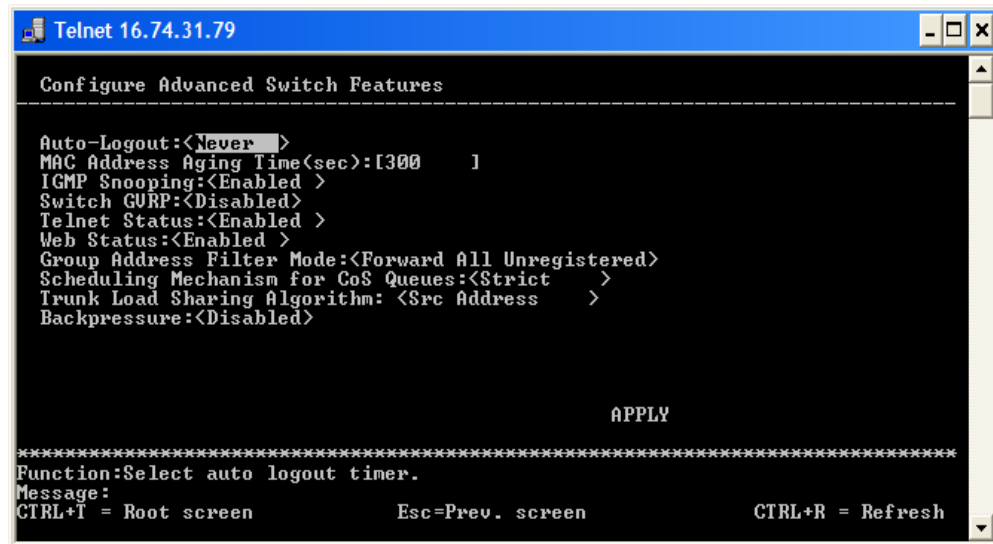 Telnet 16.74.31.79
Configure Advanced Switch Features
Auto-Logout:<Never   >
MAC Address Aging Time(sec):[300    ]
IGMP Snooping:<Enabled >
Switch GVRP:<Disabled>
Telnet Status:<Enabled >
Web Status:<Enabled >
Group Address Filter Mode:<Forward All Unregistered>
Scheduling Mechanism for CoS Queues:<Strict     >
Trunk Load Sharing Algorithm: <Src Address     >
Backpressure:<Disabled>
APPLY
*******************************************************************************
Function:Select auto logout timer.
Message:
CTRL+T = Root screen            Esc=Prev. screen              CTRL+R = Refresh